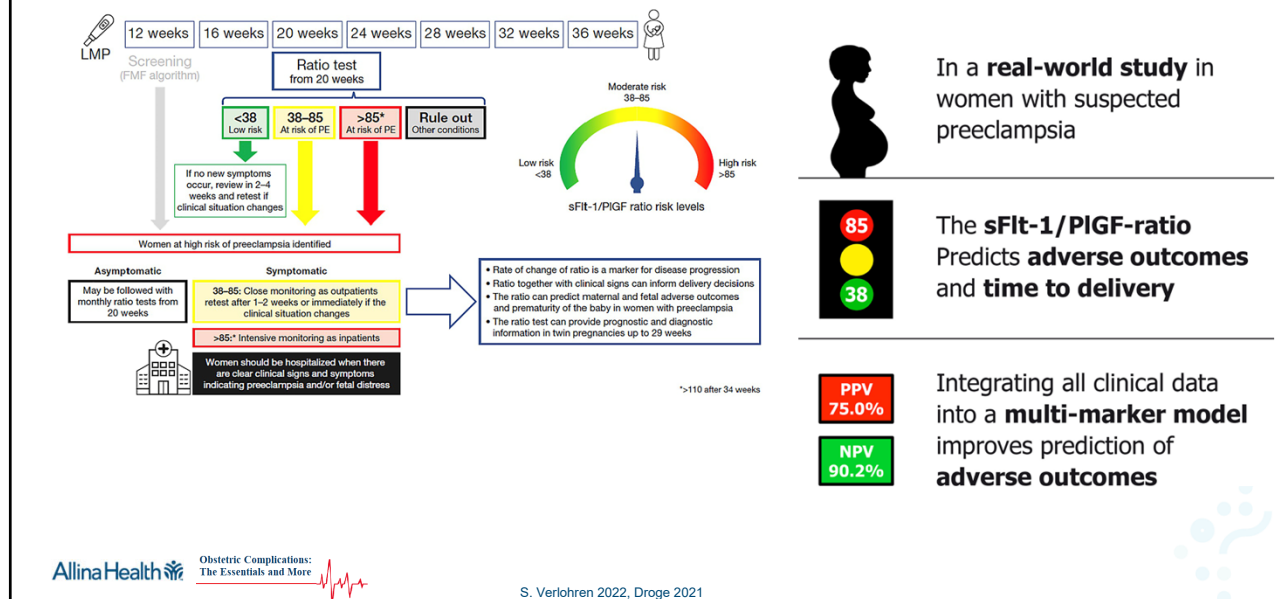 LMP
12 weeks
16 weeks
20 weeks
24 weeks
28 weeks
32 weeks
36 weeks
Screening
(FMF algorithm)
Ratio test
from 20 weeks
<38
Low risk
38–85
At risk of PE
>85*
At risk of PE
Rule out
Other conditions
If no new symptoms
occur, review in 2–4
weeks and retest if
clinical situation changes
Moderate risk
38–85
Low risk
<38
High risk
>85
sFlt-1/PlGF ratio risk levels
Women at high risk of preeclampsia identified
Asymptomatic
May be followed with
monthly ratio tests from
20 weeks
Symptomatic
38–85: Close monitoring as outpatients
retest after 1–2 weeks or immediately if the
clinical situation changes
>85:* Intensive monitoring as inpatients
Women should be hospitalized when there
are clear clinical signs and symptoms
indicating preeclampsia and/or fetal distress
• Rate of change of ratio is a marker for disease progression
• Ratio together with clinical signs can inform delivery decisions
• The ratio can predict maternal and fetal adverse outcomes
and prematurity of the baby in women with preeclampsia
• The ratio test can provide prognostic and diagnostic
information in twin pregnancies up to 29 weeks
*>110 after 34 weeks
In a real-world study in
women with suspected
preeclampsia
85
38
The sFlt-1/PlGF-ratio
Predicts adverse outcomes
and time to delivery
PPV
75.0%
NPV
90.2%
Integrating all clinical data
into a multi-marker model
improves prediction of
adverse outcomes
Allina Health
Obstetric Complications:
The Essentials and More
S. Verlohren 2022, Droge 2021